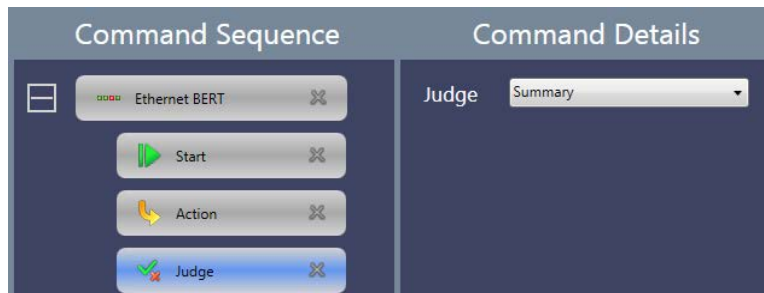 Command Sequence
Command Details
Ethernet BERT
Judge
Summary
Start
Action
Judge